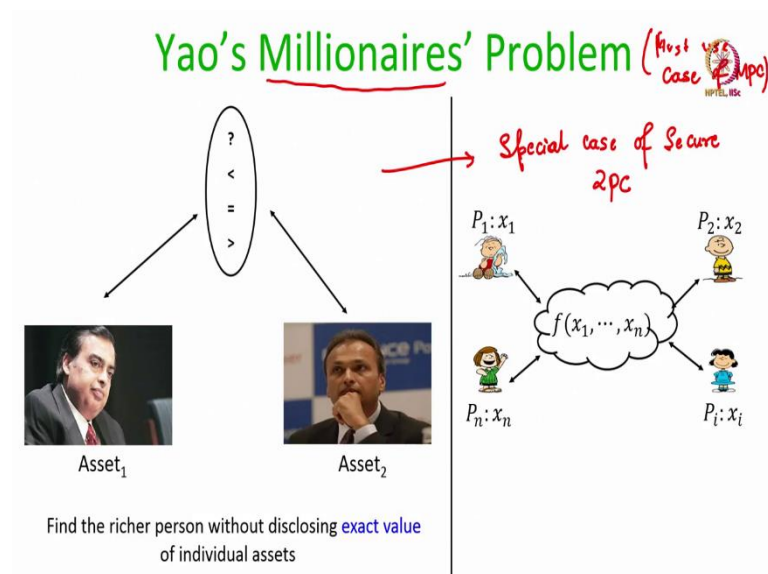 Yao's Millionaires' Problem
(First use
Case of MPC)
NPTEL, IISc
?
<
=
>
Special case of Secure
2PC
P₁: x₁
P₂: x₂
f(x₁, ⋯, xₙ)
Pₙ: xₙ
Pᵢ: xᵢ
Asset₁
Asset₂
Find the richer person without disclosing exact value
of individual assets